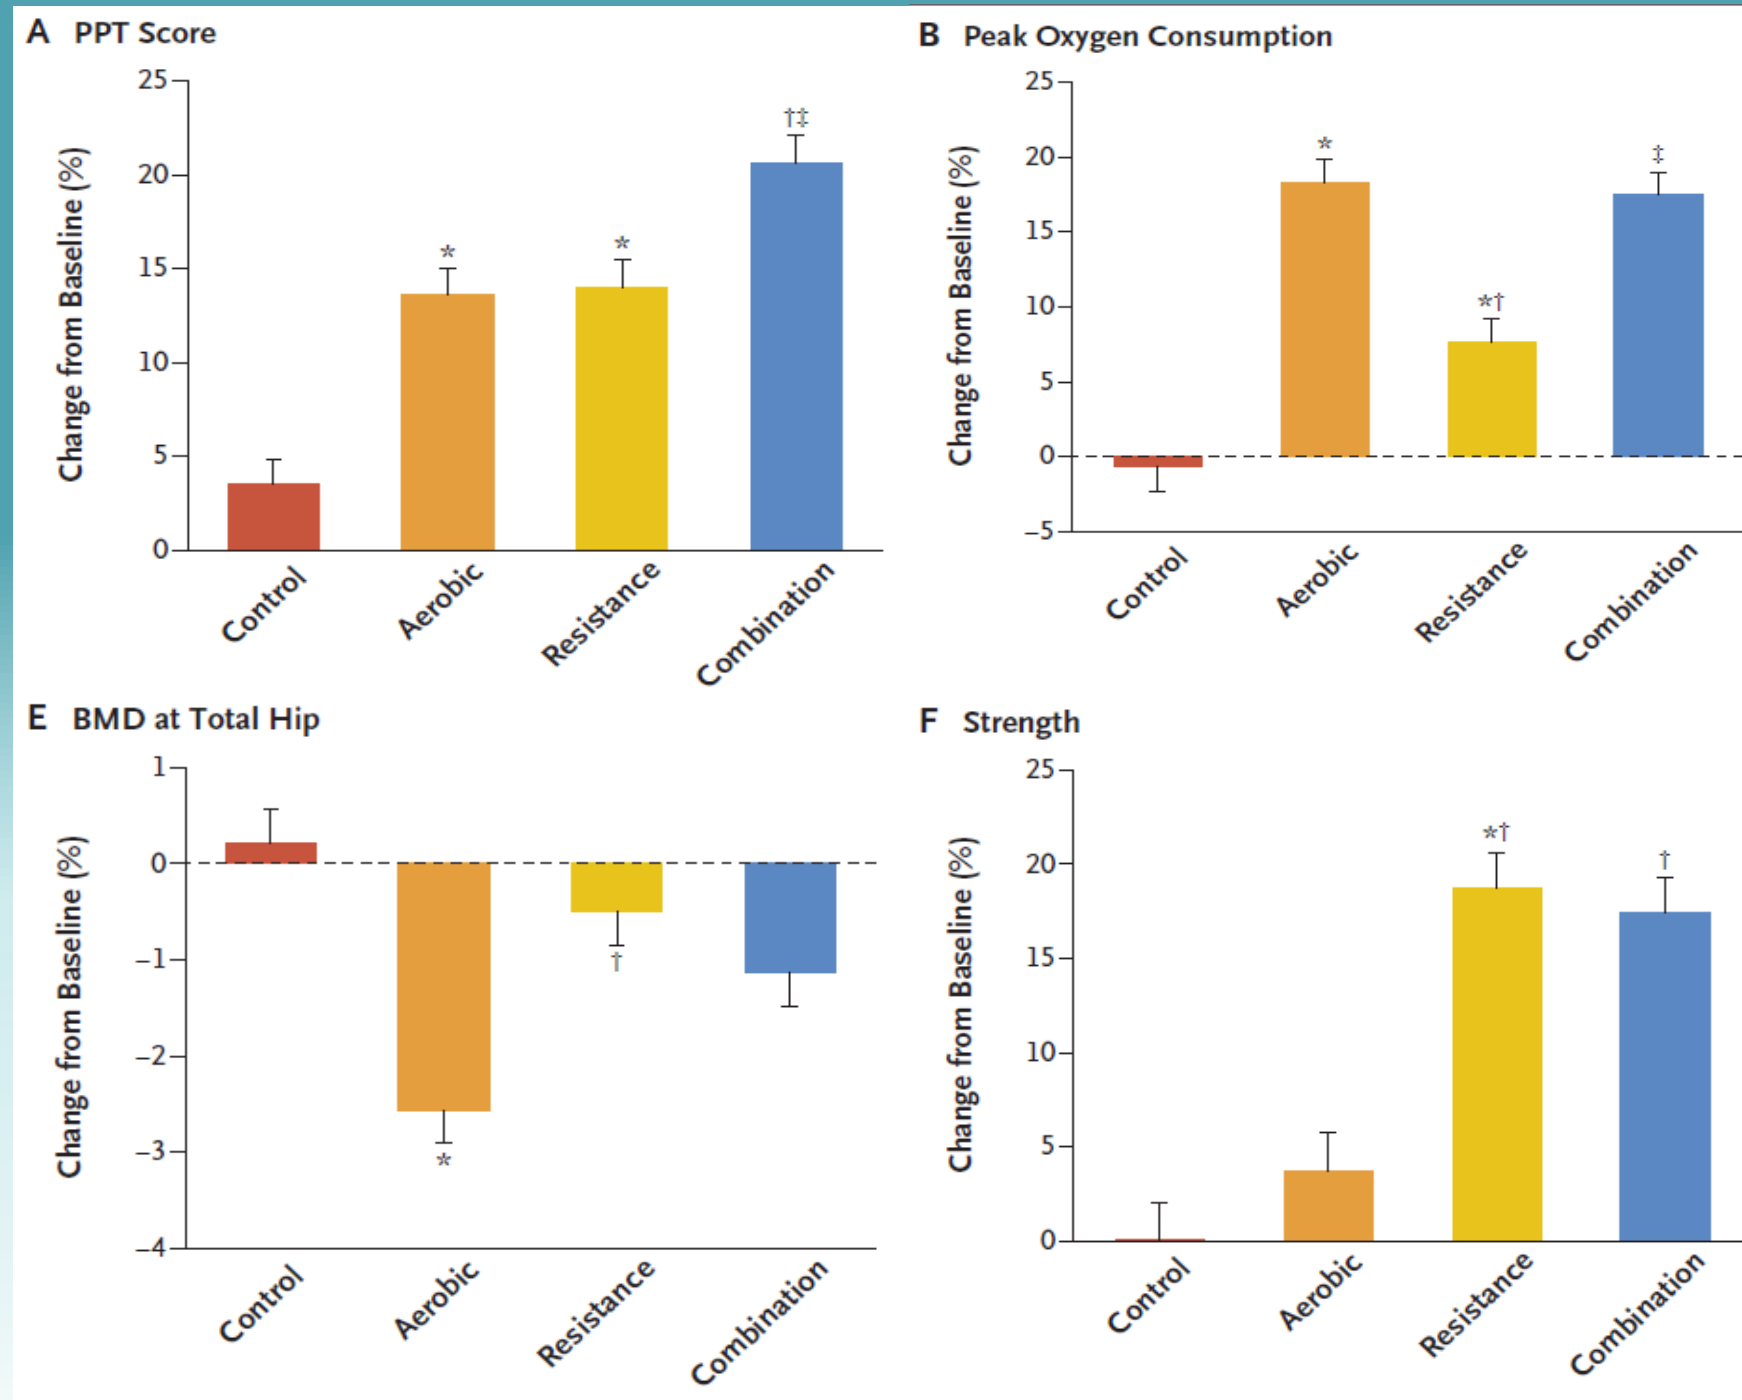 A PPT Score
Change from Baseline (%)
25
20
15
10
5
0
*
*
†‡
Control
Aerobic
Resistance
Combination
B Peak Oxygen Consumption
Change from Baseline (%)
25
20
15
10
5
0
−5
*
*†
‡
Control
Aerobic
Resistance
Combination
E BMD at Total Hip
Change from Baseline (%)
1
0
−1
−2
−3
−4
*
†
Control
Aerobic
Resistance
Combination
F Strength
Change from Baseline (%)
25
20
15
10
5
0
*†
†
Control
Aerobic
Resistance
Combination